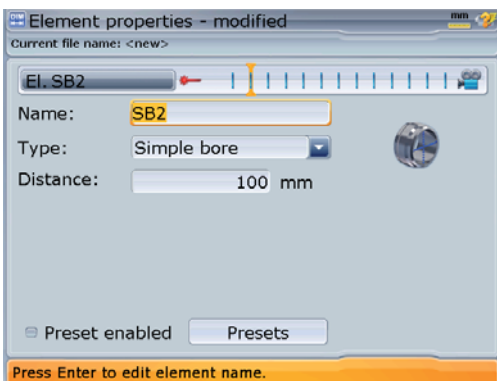 Element properties - modified
mm
Current file name: <new>
El. SB2
Name: SB2
Type: Simple bore
Distance: 100 mm
Preset enabled Presets
Press Enter to edit element name.